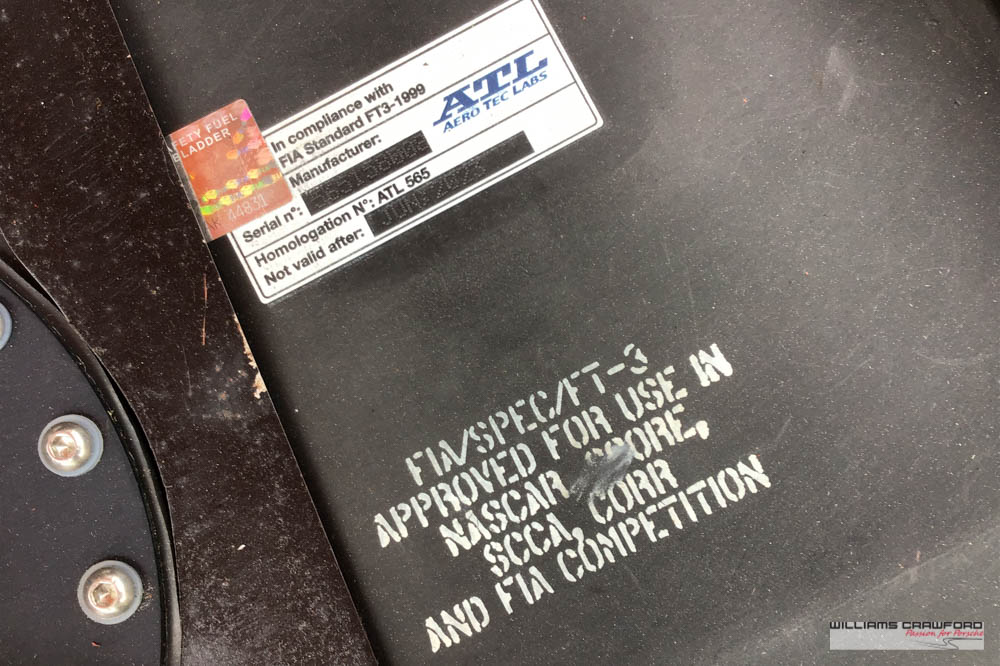 In compliance with
FIA Standard FT3-1999
Manufacturer:
ATL
AERO TEC LABS
Serial n°:
Homologation N°: ATL 565
Not valid after:
FETY FUEL
BLADDER
44831
FIA/SPEC/FT-3
APPROVED FOR USE IN
NASCAR
SCCA, CORR
AND FIA COMPETITION
WILLIAMS CRAWFORD
Passion for Porsche